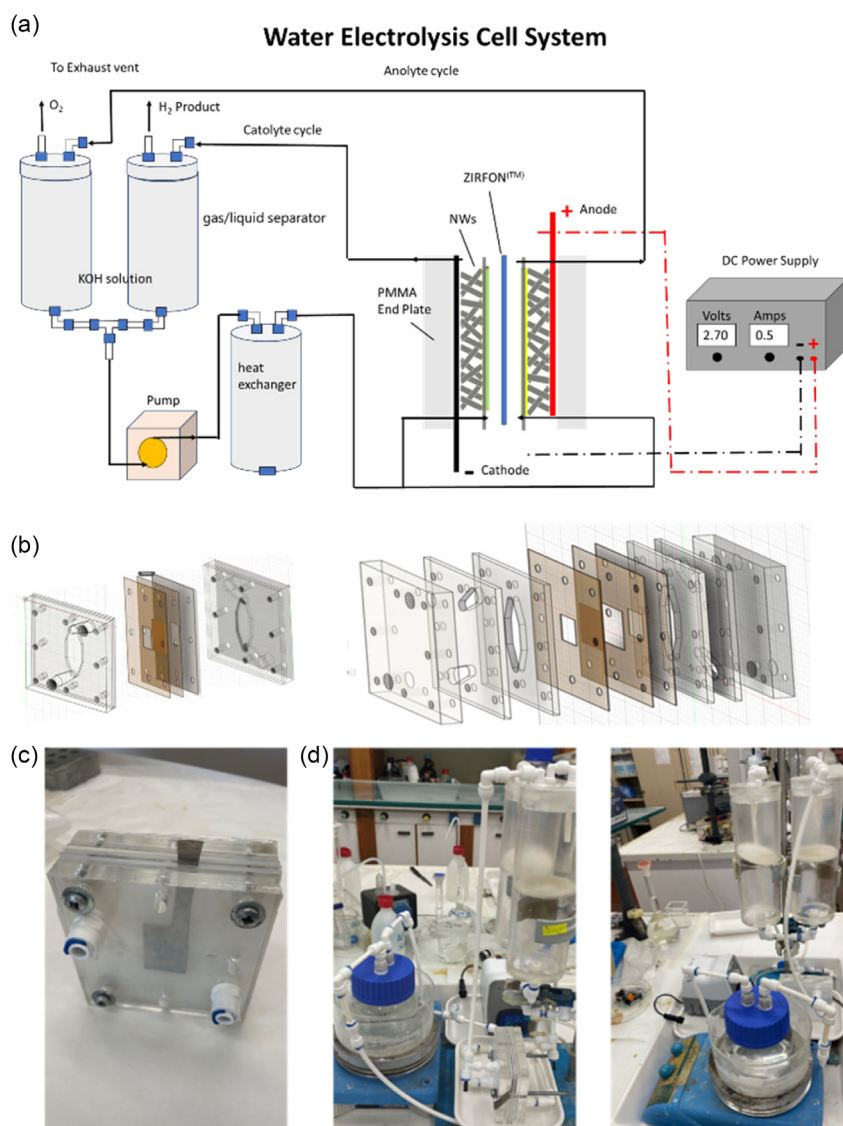 (a)
Water Electrolysis Cell System
To Exhaust vent
Anolyte cycle
O2
H2 Product
Catolyte cycle
ZIRFON(TM)
+ Anode
gas/liquid separator
NWs
DC Power Supply
KOH solution
PMMA
End Plate
Volts
Amps
2.70
0.5
- +
heat
exchanger
Pump
- Cathode
(b)
(c)
(d)